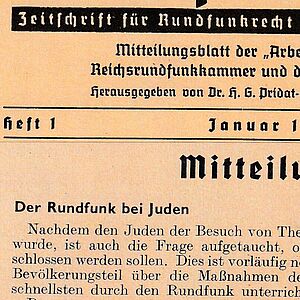 Zeitschrift für Rundfunkrecht
Mitteilungsblatt der „Arbe
Reichsrundfunkkammer und d
Herausgegeben von Dr. H. G. Pridat-
Heft 1 Januar 1
Mitteilu
Der Rundfunk bei Juden
Nachdem den Juden der Besuch von The
wurde, ist auch die Frage aufgetaucht, o
schlossen werden sollen. Dies ist vorläufig n
Bevölkerungsteil über die Maßnahmen de
schnellsten durch den Rundfunk unterrich